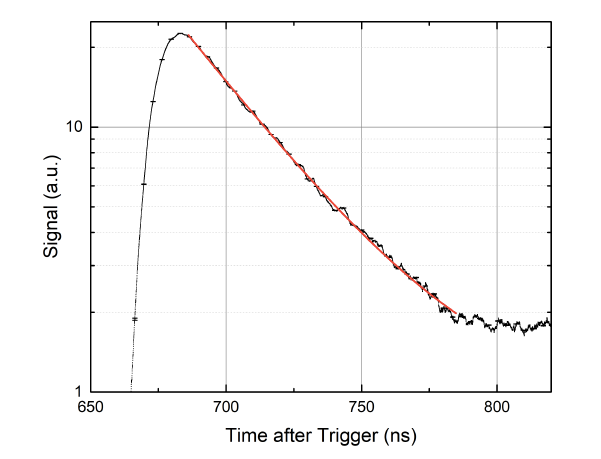 10
1
Signal (a.u.)
650 700 750 800
Time after Trigger (ns)